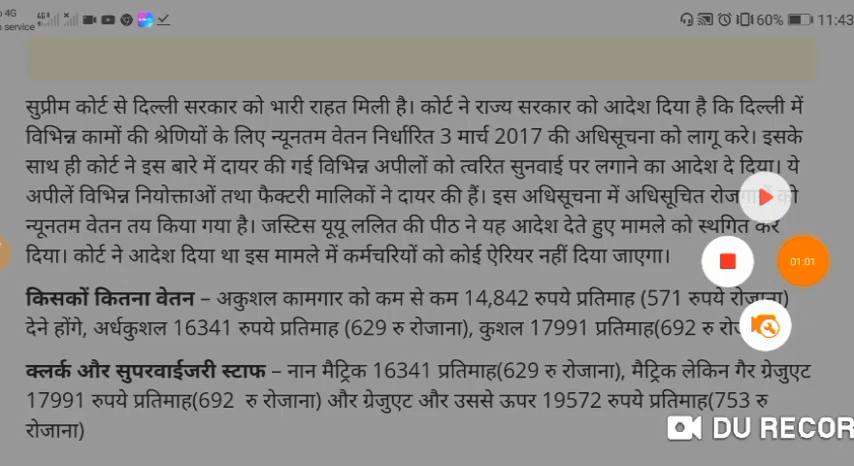 4G
service
60% 11:43
सुप्रीम कोर्ट से दिल्ली सरकार को भारी राहत मिली है। कोर्ट ने राज्य सरकार को आदेश दिया है कि दिल्ली में
विभिन्न कामों की श्रेणियों के लिए न्यूनतम वेतन निर्धारित 3 मार्च 2017 की अधिसूचना को लागू करे। इसके
साथ ही कोर्ट ने इस बारे में दायर की गई विभिन्न अपीलों को त्वरित सुनवाई पर लगाने का आदेश दे दिया। ये
अपीलें विभिन्न नियोक्ताओं तथा फैक्टरी मालिकों ने दायर की हैं। इस अधिसूचना में अधिसूचित को
न्यूनतम वेतन तय किया गया है। जस्टिस यूयू ललित की पीठ ने यह आदेश देते हुए मामले को स्थगित कर
दिया। कोर्ट ने आदेश दिया था इस मामले में कर्मचरियों को कोई ऐरियर नहीं दिया जाएगा।
01:01
किसकों कितना वेतन – अकुशल कामगार को कम से कम 14,842 रुपये प्रतिमाह (571 रुपये रोजाना)
देने होंगे, अर्धकुशल 16341 रुपये प्रतिमाह (629 रु रोजाना), कुशल 17991 प्रतिमाह(692 रु
क्लर्क और सुपरवाईजरी स्टाफ – नान मैट्रिक 16341 प्रतिमाह(629 रु रोजाना), मैट्रिक लेकिन गैर ग्रेजुएट
17991 रुपये प्रतिमाह(692 रु रोजाना) और ग्रेजुएट और उससे ऊपर 19572 रुपये प्रतिमाह(753 रु
रोजाना)
DU RECOR